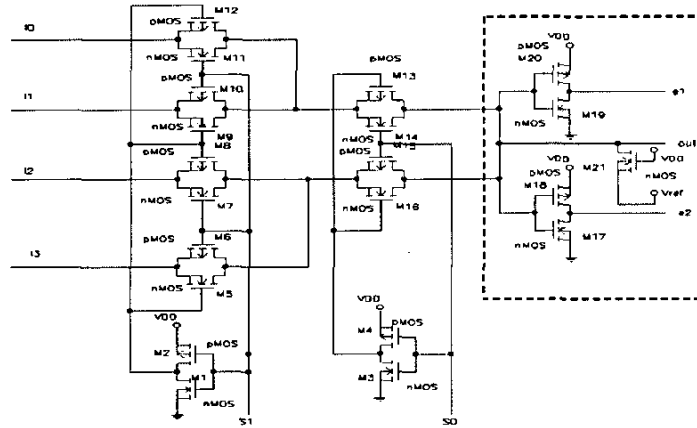 pMOS
M12
I0
nMOS
M11
pMOS
M10
I1
nMOS
M9
M8
pMOS
I2
nMOS
M7
M6
pMOS
I3
nMOS
M5
VDD
M2
pMOS
M1
nMOS
S1
pMOS
M13
nMOS
M14
M15
pMOS
nMOS
M16
VDD
M4
pMOS
M3
nMOS
S0
VDD
pMOS
M20
e1
nMOS
M19
out
VDD
VDD
M21
nMOS
pMOS
M18
Vref
e2
nMOS
M17